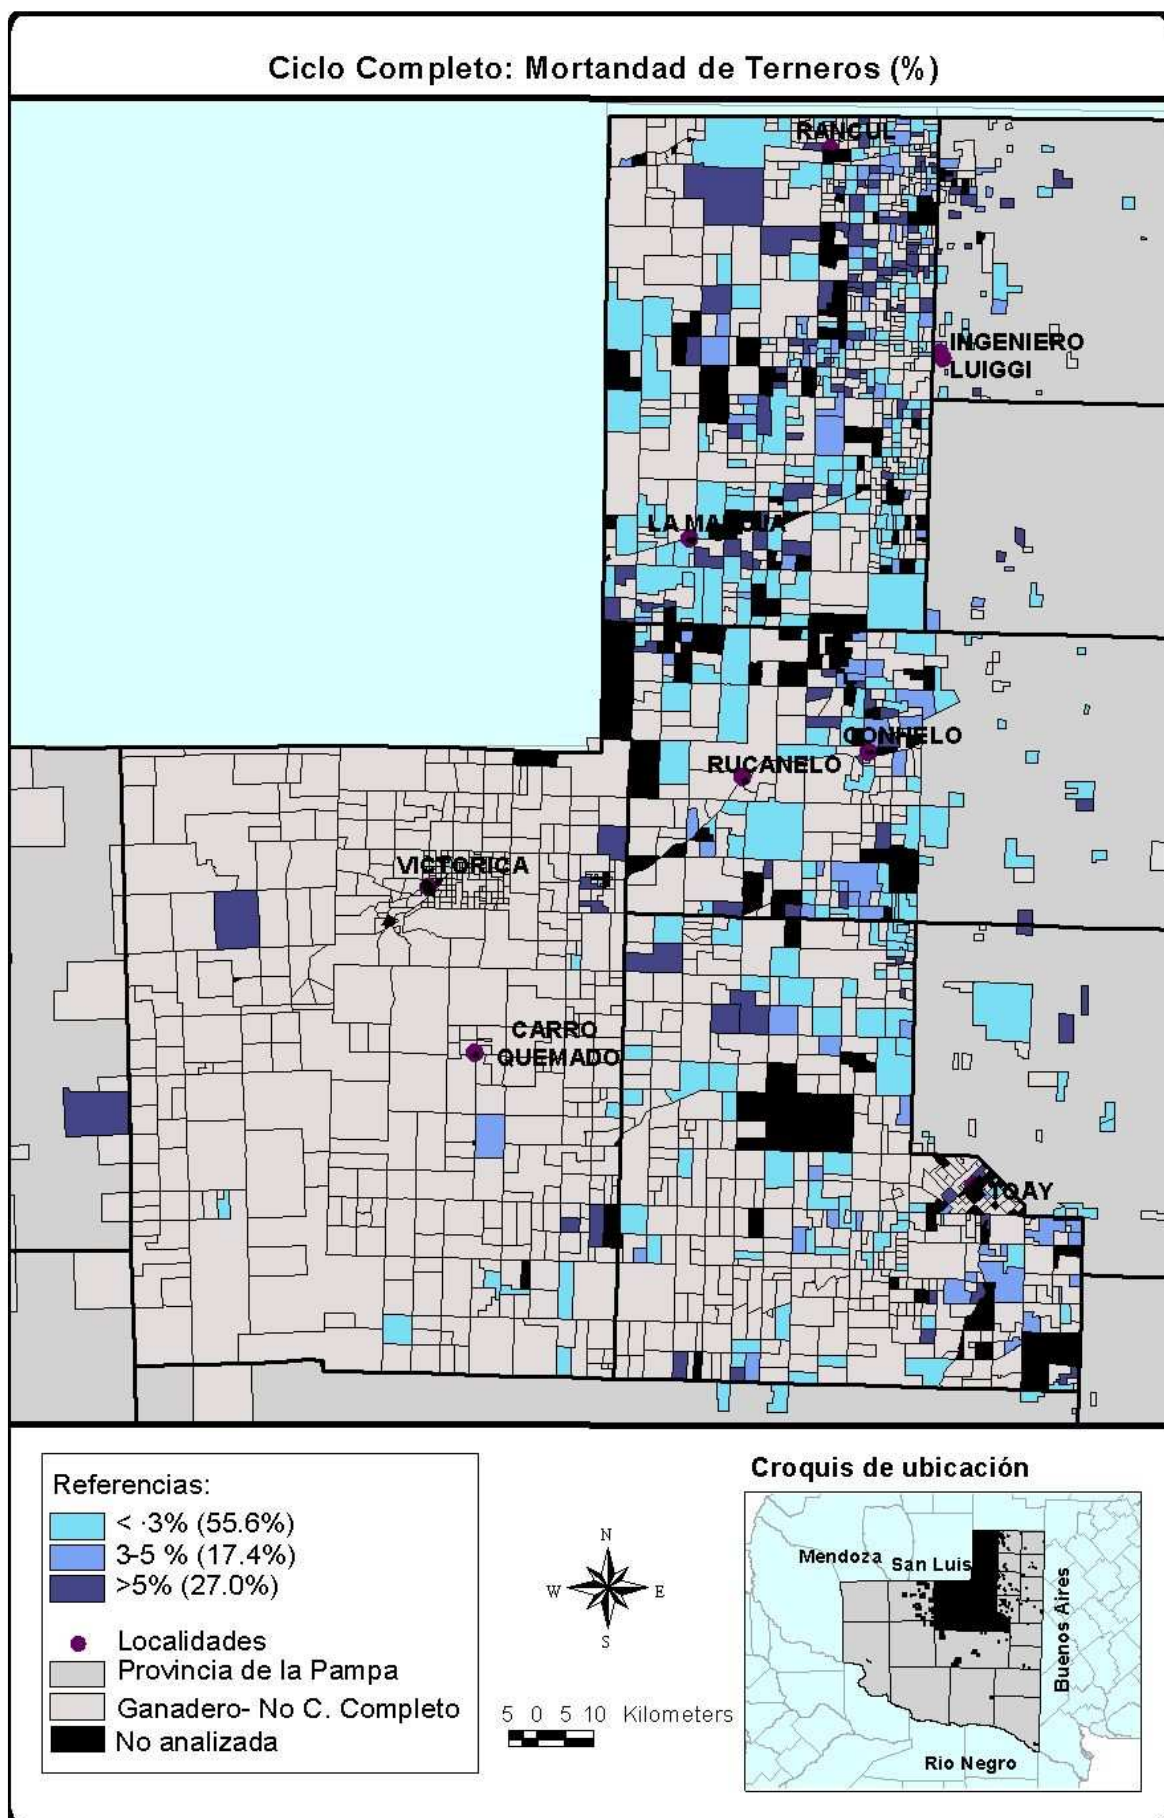 Ciclo Completo: Mortandad de Terneros (%)
RANCUL
INGENIERO
LUIGGI
LA MARUJA
CONHELO
RUCANELO
VICTORICA
CARRO
QUEMADO
TOAY
Referencias:
< ·3% (55.6%)
3-5 % (17.4%)
>5% (27.0%)
Localidades
Provincia de la Pampa
Ganadero- No C. Completo
No analizada
N
W E
S
5 0 5 10 Kilometers
Croquis de ubicación
Mendoza
San Luis
Buenos Aires
Rio Negro